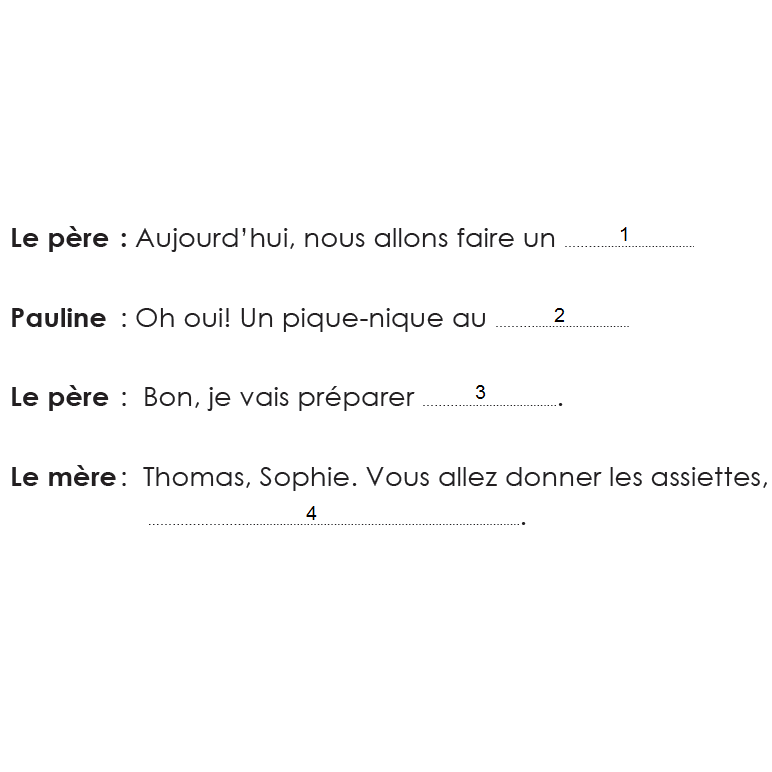 Le père : Aujourd'hui, nous allons faire un ........1........
Pauline : Oh oui! Un pique-nique au ........2........
Le père : Bon, je vais préparer ........3.........
Le mère : Thomas, Sophie. Vous allez donner les assiettes,
........4.........